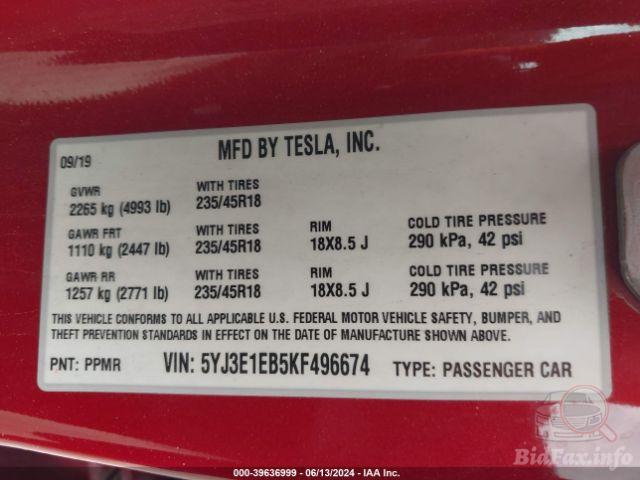 09/19
MFD BY TESLA, INC.
GVWR
2265 kg (4993 lb)
WITH TIRES
235/45R18
GAWR FRT
1110 kg (2447 lb)
WITH TIRES
235/45R18
RIM
18X8.5 J
COLD TIRE PRESSURE
290 kPa, 42 psi
GAWR RR
1257 kg (2771 lb)
WITH TIRES
235/45R18
RIM
18X8.5 J
COLD TIRE PRESSURE
290 kPa, 42 psi
THIS VEHICLE CONFORMS TO ALL APPLICABLE U.S. FEDERAL MOTOR VEHICLE SAFETY, BUMPER, AND
THEFT PREVENTION STANDARDS IN EFFECT ON THE DATE OF MANUFACTURE SHOWN ABOVE.
PNT: PPMR
VIN: 5YJ3E1EB5KF496674
TYPE: PASSENGER CAR
BidFax.info
000-39636999 - 06/13/2024 - IAA Inc.